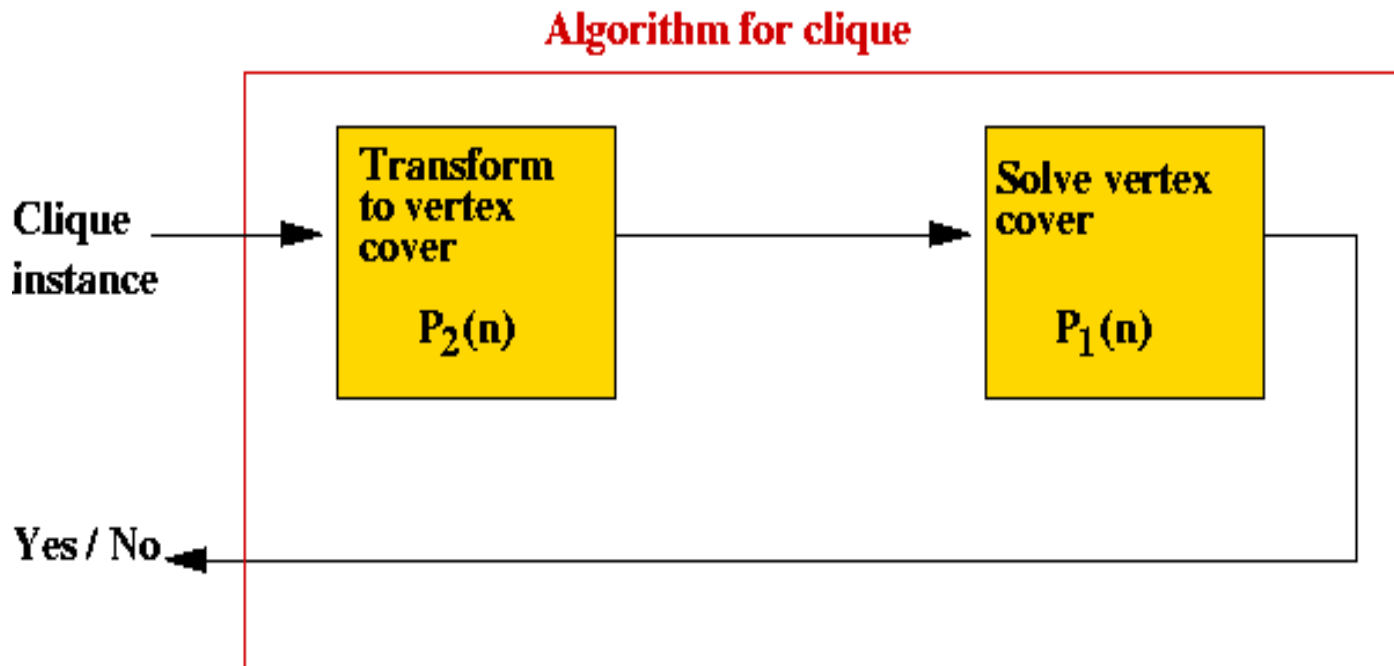 Algorithm for clique
Clique
instance
Transform
to vertex
cover
P2(n)
Solve vertex
cover
P1(n)
Yes / No